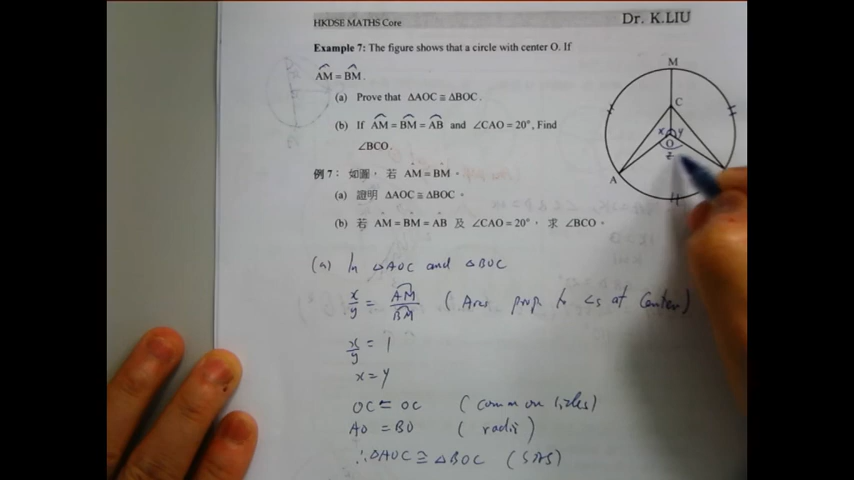 HKDSE MATHS Core
Dr. K.LIU
Example 7: The figure shows that a circle with center O. If
AM = BM.
(a) Prove that ΔAOC ≅ ΔBOC.
(b) If AM = BM = AB and ∠CAO = 20°, Find
∠BCO.
例 7： 如圖， 若 AM = BM。
(a) 證明 ΔAOC ≅ ΔBOC。
(b) 若 AM = BM = AB 及 ∠CAO = 20°， 求 ∠BCO。
M
C
x y
O
z
A
(a) In ΔAOC and ΔBOC
x/y = AM/BM (Arcs prop to ∠s at Center)
x/y = 1
x = y
OC = OC (common sides)
AO = BO (radii)
∴ ΔAOC ≅ ΔBOC (SAS)